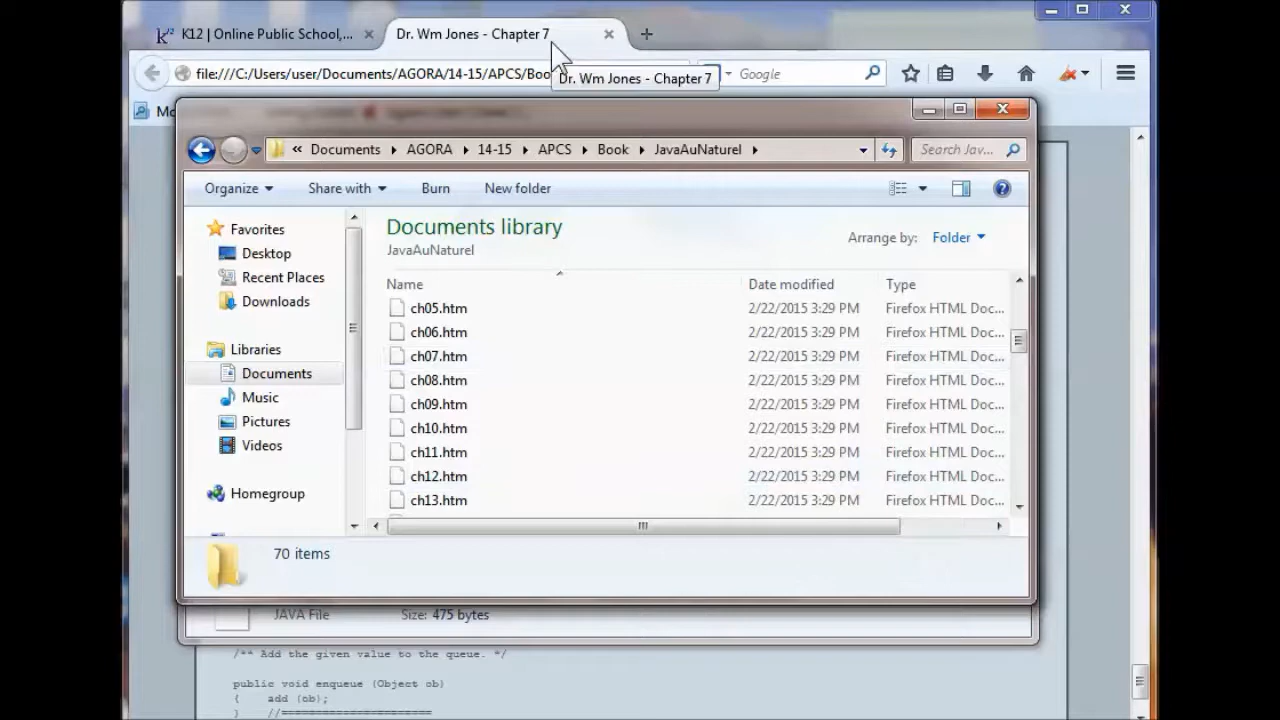 K12 | Online Public School,...
Dr. Wm Jones - Chapter 7
file:///C:/Users/user/Documents/AGORA/14-15/APCS/Boo
Dr. Wm Jones - Chapter 7
Google
Mo
« Documents ▸ AGORA ▸ 14-15 ▸ APCS ▸ Book ▸ JavaAuNaturel ▸
Search Jav...
Organize Share with Burn New folder
Favorites
Desktop
Recent Places
Downloads
Libraries
Documents
Music
Pictures
Videos
Homegroup
Documents library
JavaAuNaturel
Arrange by: Folder
Name Date modified Type
ch05.htm 2/22/2015 3:29 PM Firefox HTML Doc...
ch06.htm 2/22/2015 3:29 PM Firefox HTML Doc...
ch07.htm 2/22/2015 3:29 PM Firefox HTML Doc...
ch08.htm 2/22/2015 3:29 PM Firefox HTML Doc...
ch09.htm 2/22/2015 3:29 PM Firefox HTML Doc...
ch10.htm 2/22/2015 3:29 PM Firefox HTML Doc...
ch11.htm 2/22/2015 3:29 PM Firefox HTML Doc...
ch12.htm 2/22/2015 3:29 PM Firefox HTML Doc...
ch13.htm 2/22/2015 3:29 PM Firefox HTML Doc...
70 items
JAVA File Size: 475 bytes
/** Add the given value to the queue. */
public void enqueue (Object ob)
{ add (ob);
} //======================